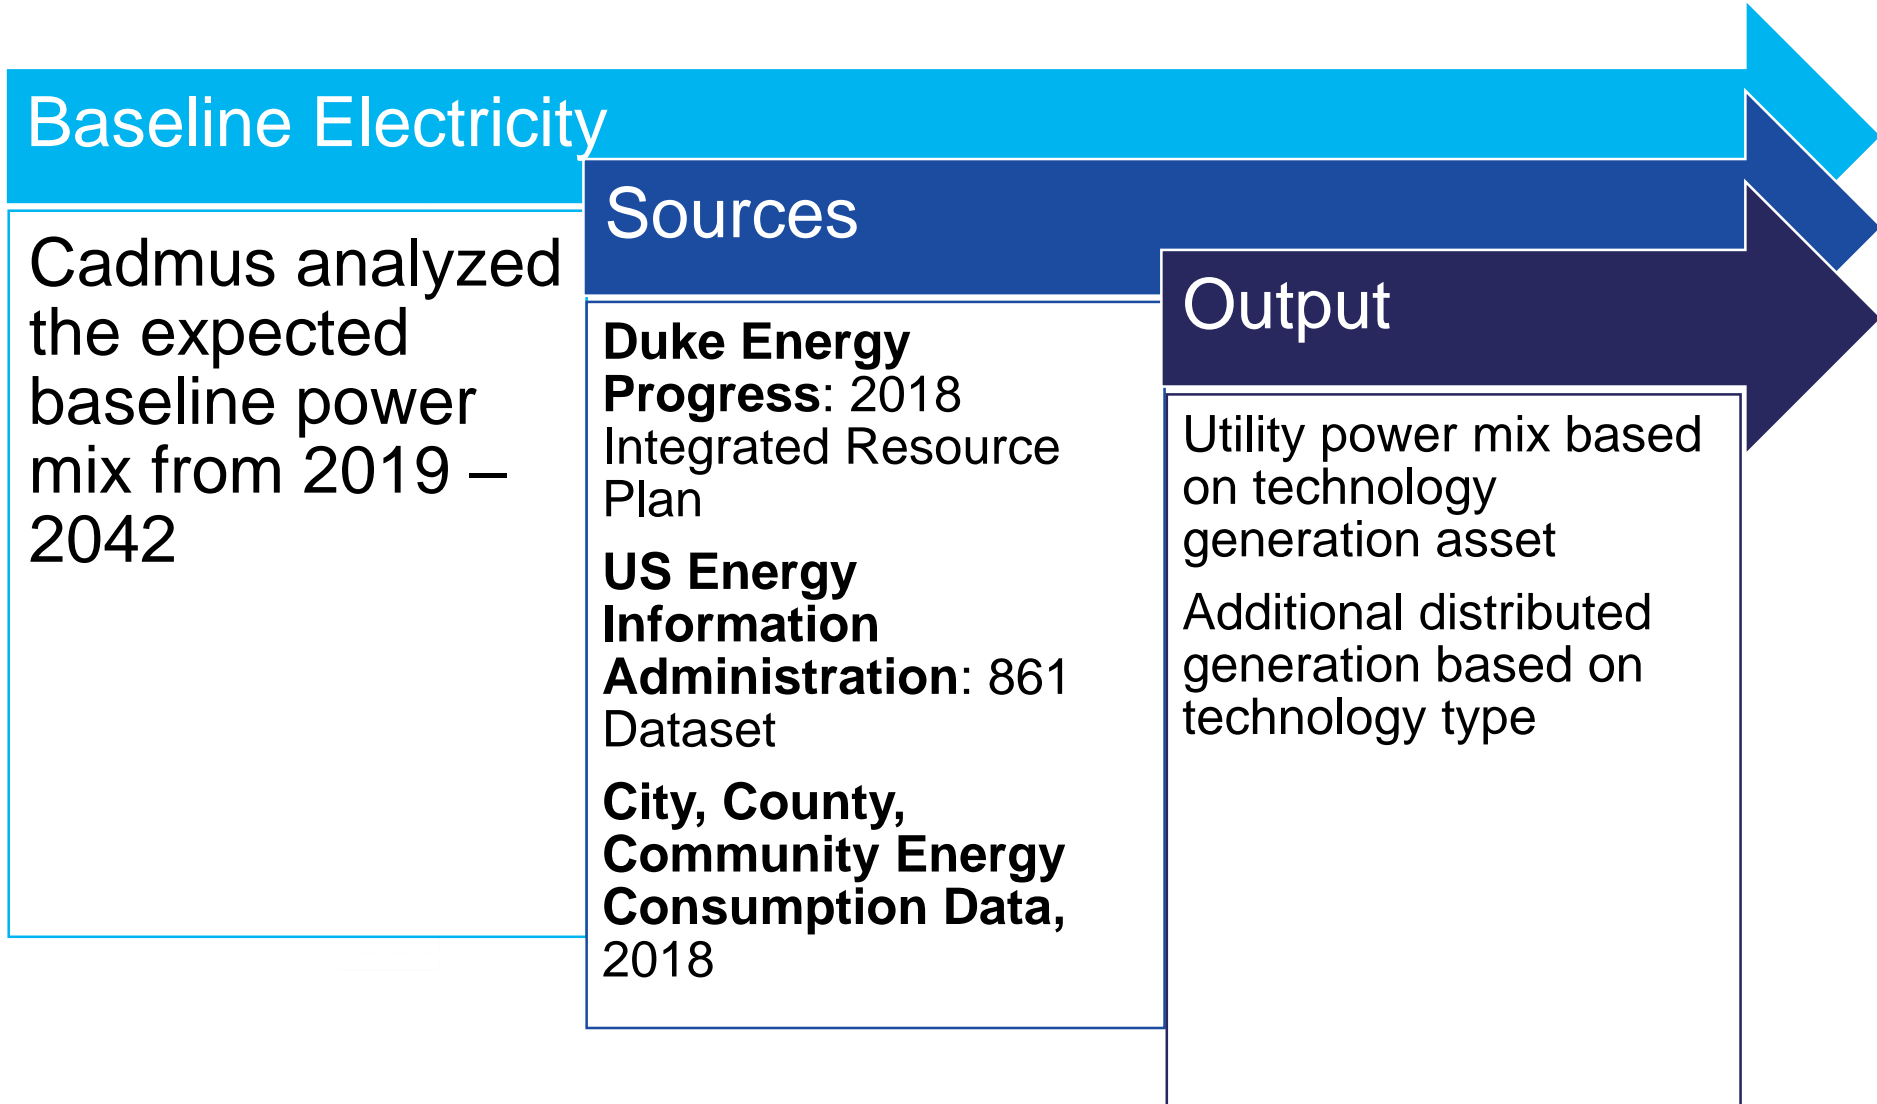 Baseline Electricity
Cadmus analyzed
the expected
baseline power
mix from 2019 –
2042
Sources
Duke Energy
Progress: 2018
Integrated Resource
Plan
US Energy
Information
Administration: 861
Dataset
City, County,
Community Energy
Consumption Data,
2018
Output
Utility power mix based
on technology
generation asset
Additional distributed
generation based on
technology type